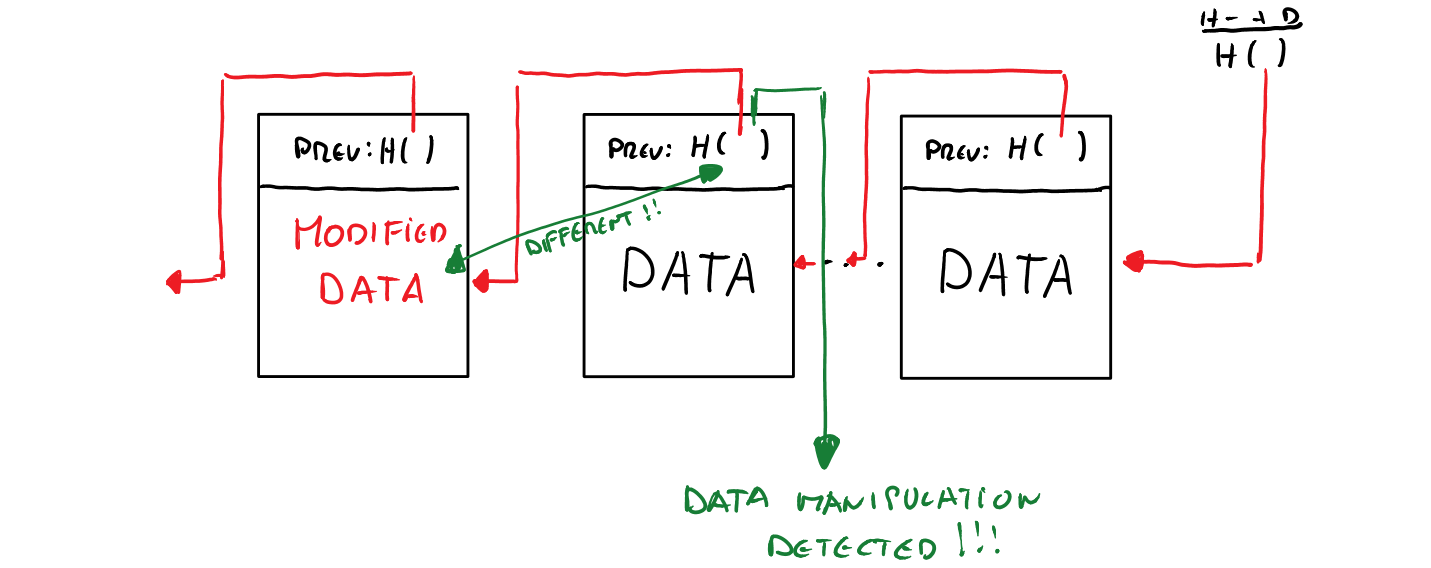 H()
PREV: H()
PREV: H( )
PREV: H( )
MODIFIED
DATA
DIFFERENT!!
DATA
...
DATA
DATA MANIPULATION
DETECTED!!!